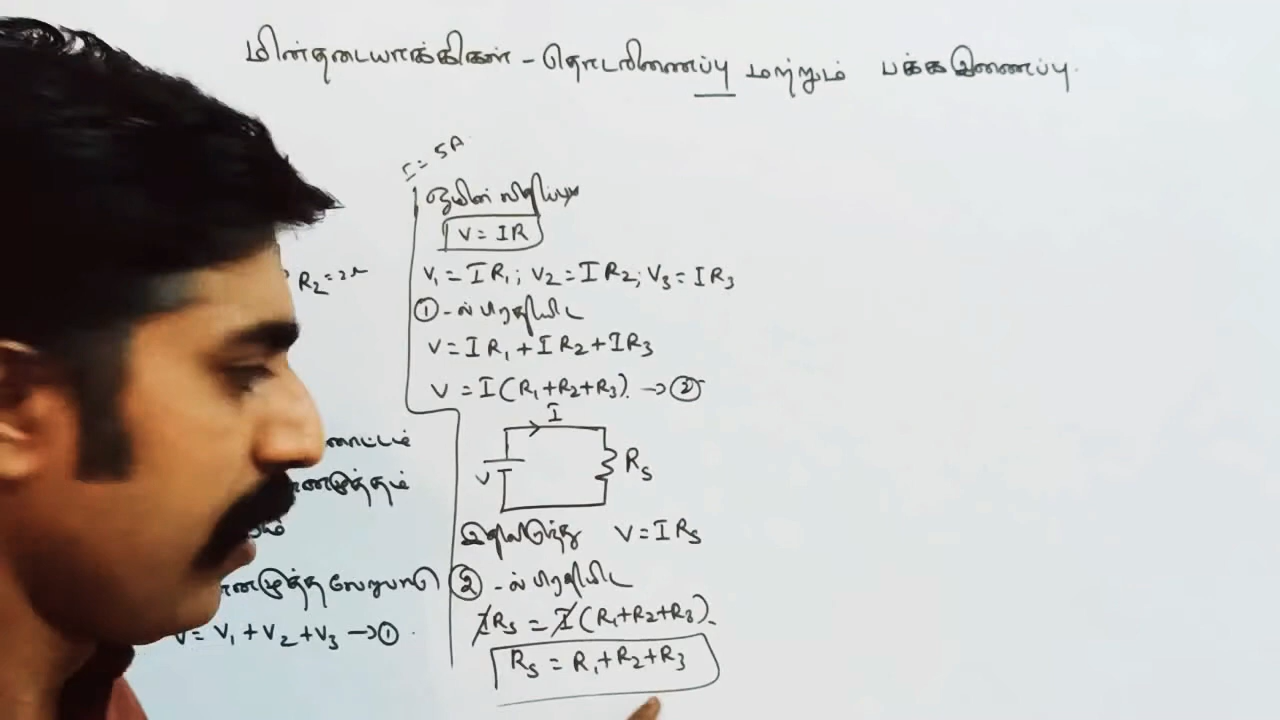 மின்தடையாக்கிகள் - தொடரிணைப்பு மற்றும் பக்க இணைப்பு.
R₂=2Ω
V= V₁ + V₂ + V₃ → ①
I = 5A
ஓமின் விதிப்படி
V = IR
V₁ = IR₁; V₂ = IR₂; V₃ = IR₃
① - ல் பிரதியிட
V = IR₁ + IR₂ + IR₃
V = I(R₁+R₂+R₃). → ②
I
V
Rs
இதிலிருந்து V = IRs
② - ல் பிரதியிட
IRs = I(R₁+R₂+R₃).
Rs = R₁+R₂+R₃